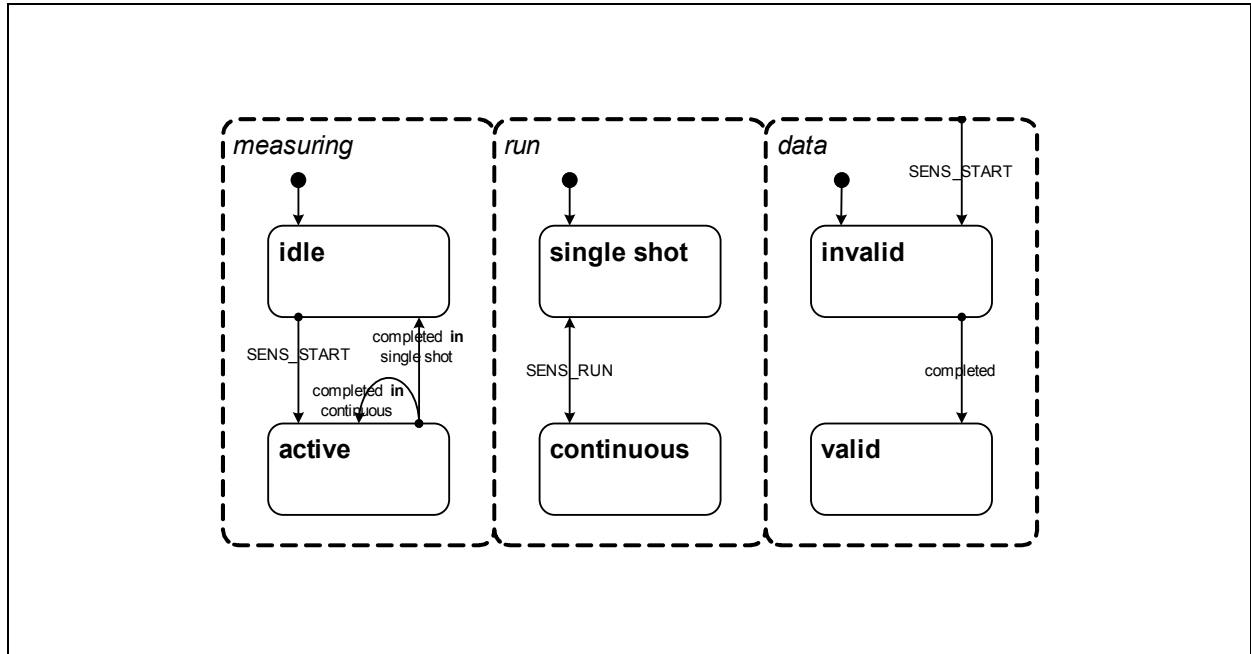 measuring
idle
SENS_START
completed in
single shot
completed in
continuous
active
run
single shot
SENS_RUN
continuous
data
SENS_START
invalid
completed
valid